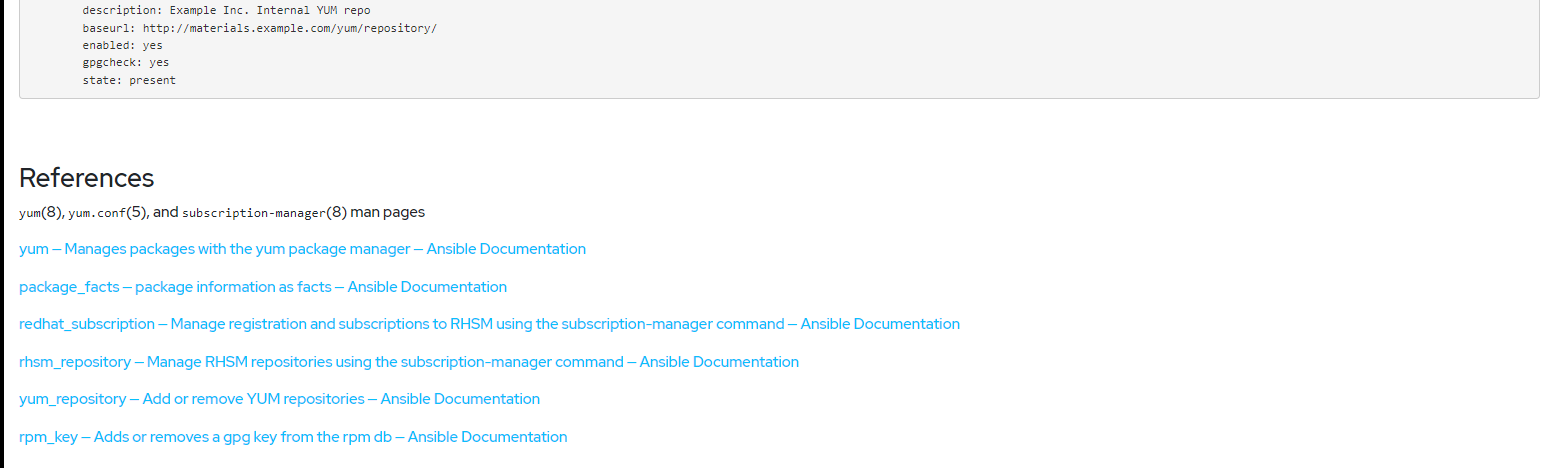 description: Example Inc. Internal YUM repo
baseurl: http://materials.example.com/yum/repository/
enabled: yes
gpgcheck: yes
state: present
References
yum(8), yum.conf(5), and subscription-manager(8) man pages
yum — Manages packages with the yum package manager — Ansible Documentation
package_facts — package information as facts — Ansible Documentation
redhat_subscription — Manage registration and subscriptions to RHSM using the subscription-manager command — Ansible Documentation
rhsm_repository — Manage RHSM repositories using the subscription-manager command — Ansible Documentation
yum_repository — Add or remove YUM repositories — Ansible Documentation
rpm_key — Adds or removes a gpg key from the rpm db — Ansible Documentation